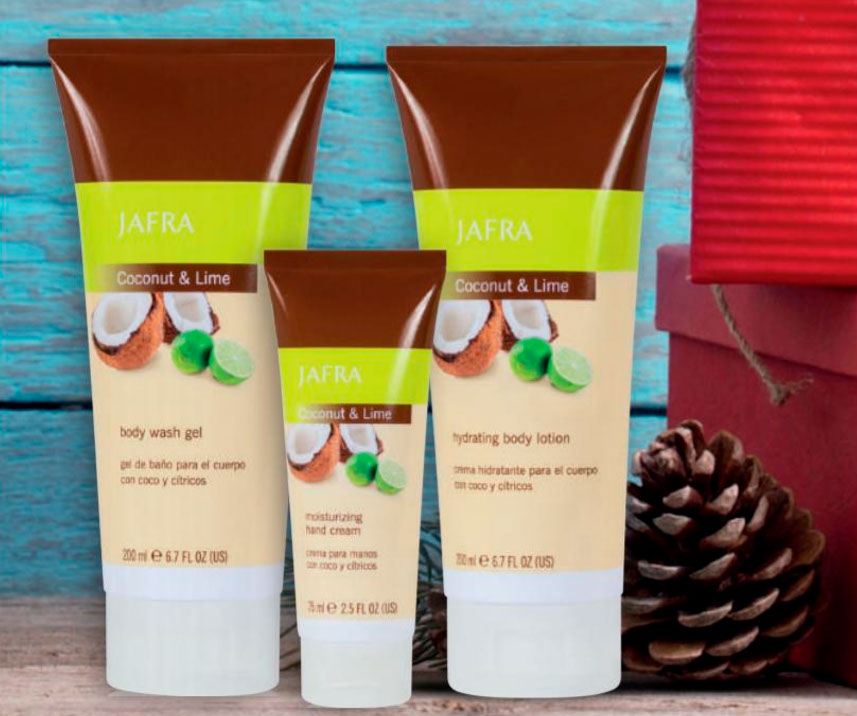 JAFRA
Coconut & Lime
body wash gel
gel de baño para el cuerpo
con coco y cítricos
200 ml e 6.7 FL OZ (US)
JAFRA
Coconut & Lime
moisturizing
hand cream
crema para manos
con coco y cítricos
75 ml e 2.5 FL OZ (US)
JAFRA
Coconut & Lime
hydrating body lotion
crema hidratante para el cuerpo
con coco y cítricos
200 ml e 6.7 FL OZ (US)